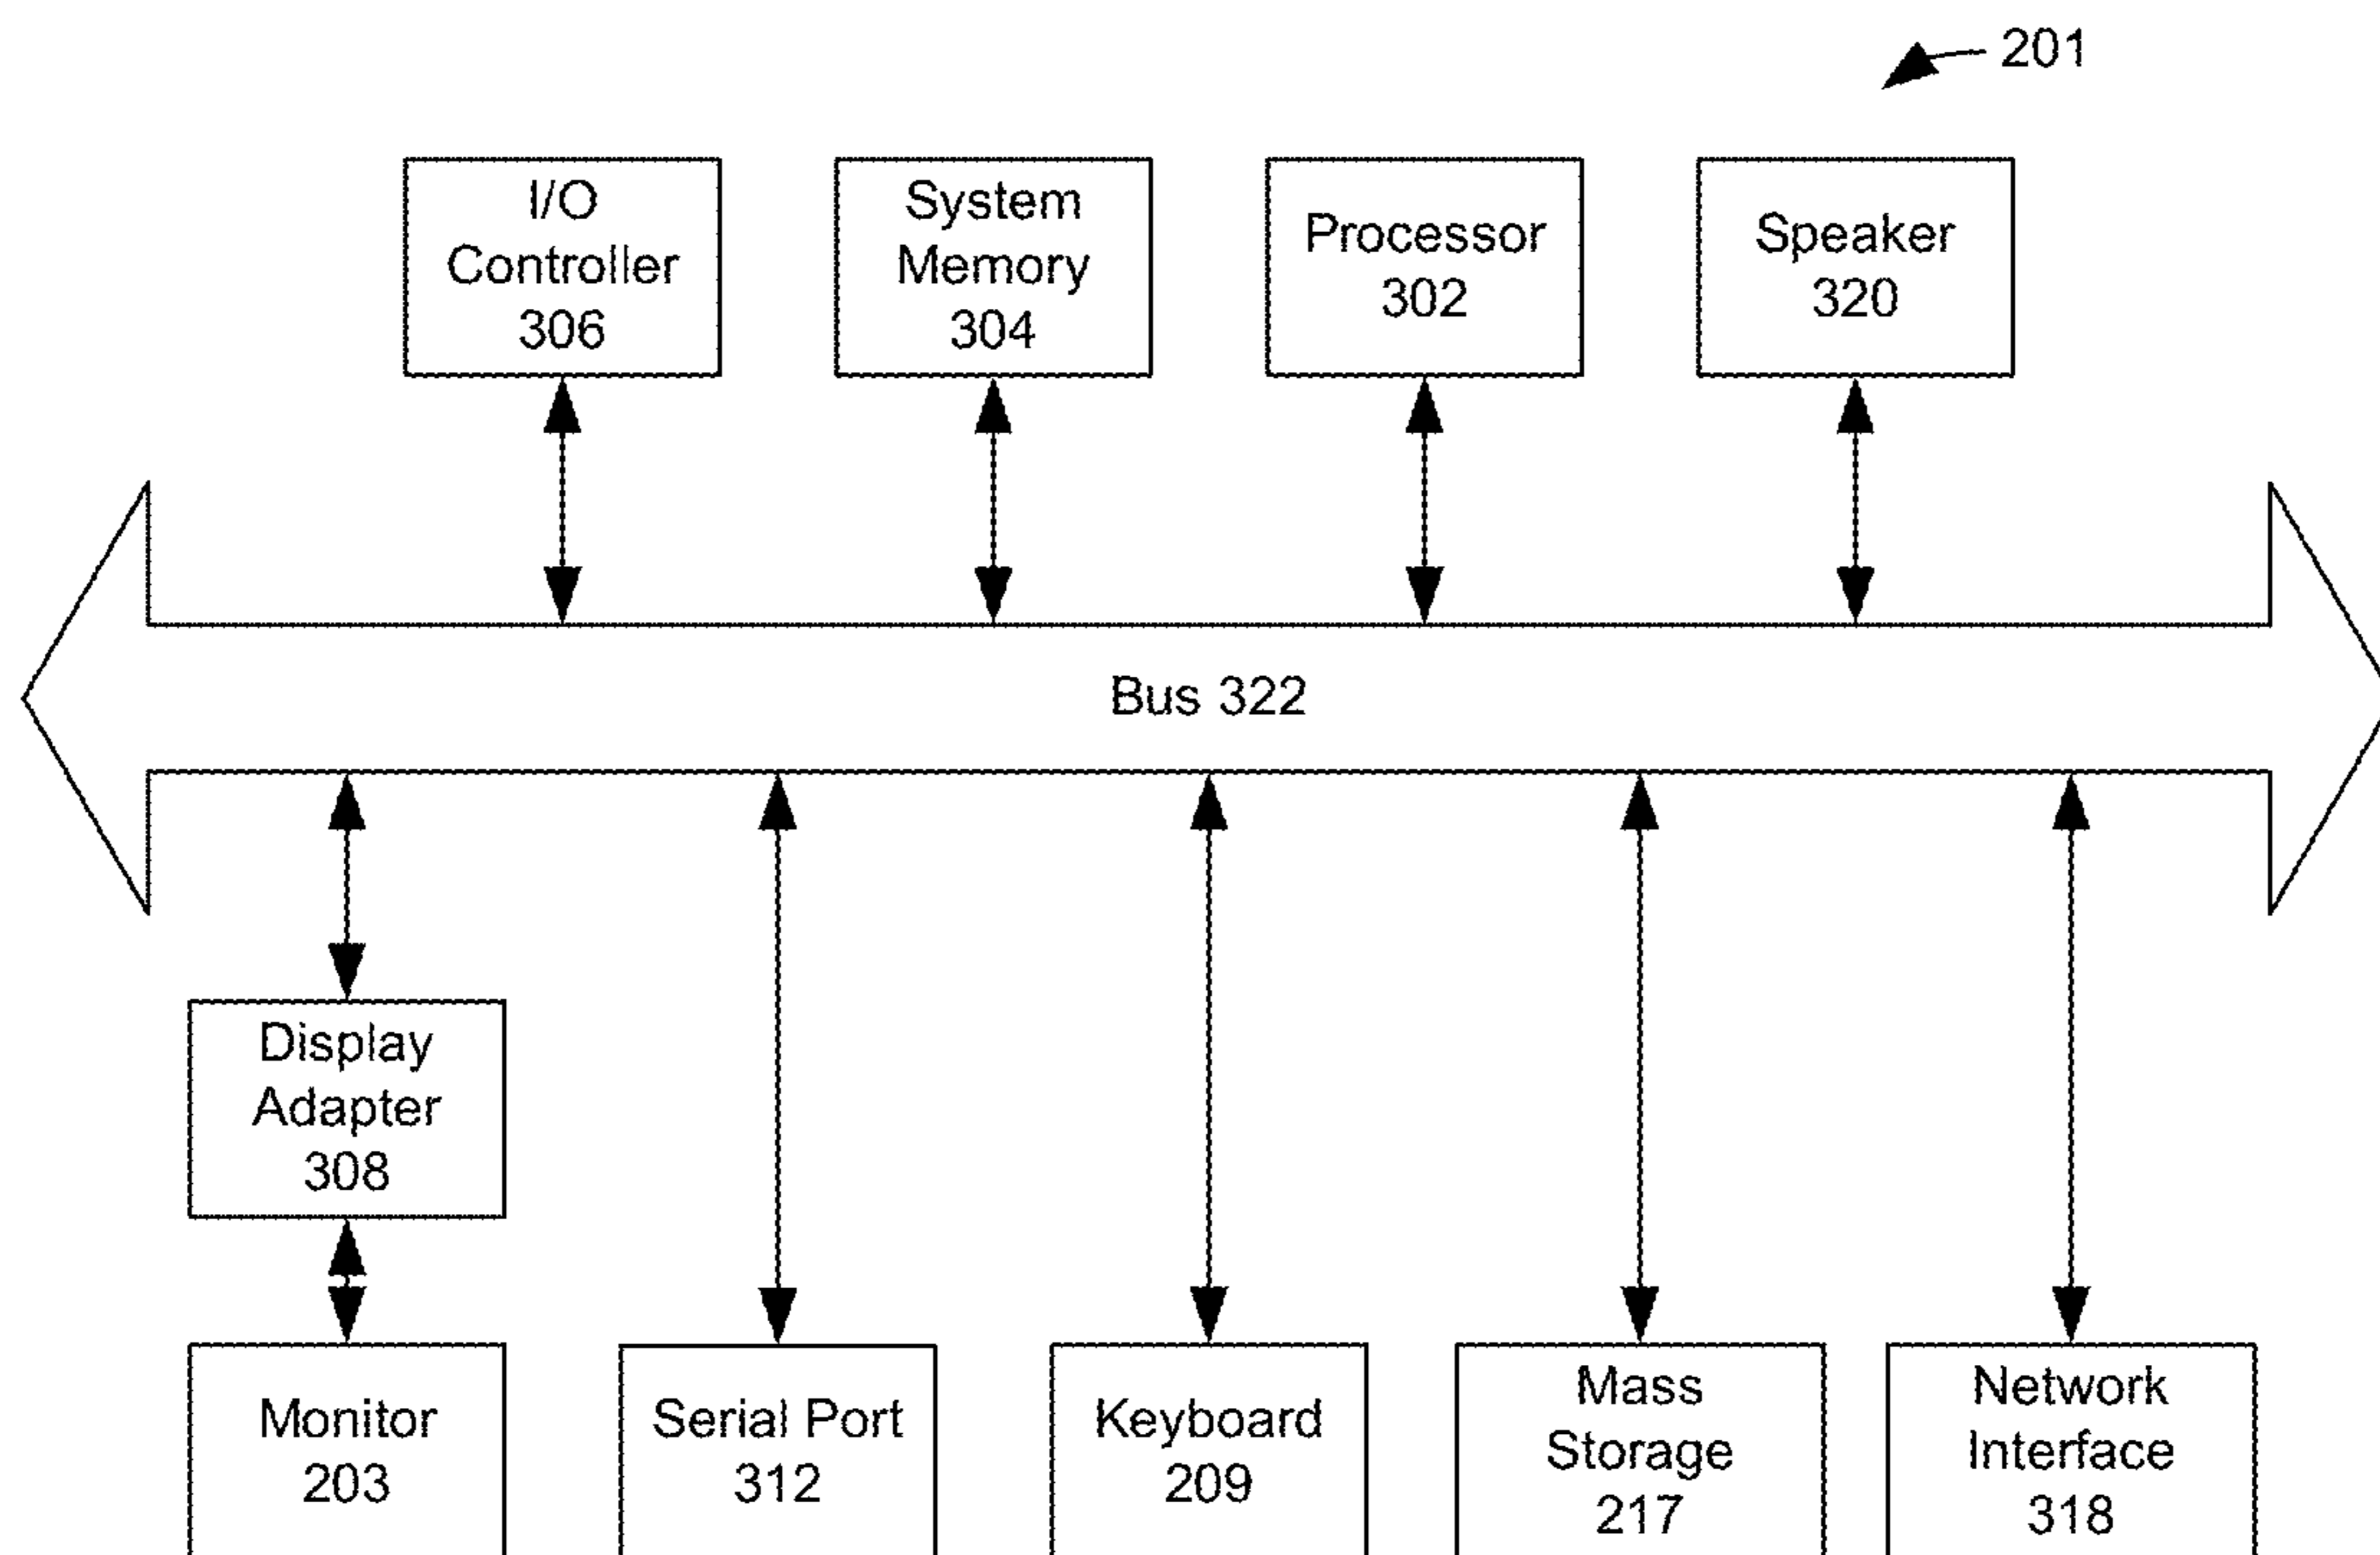 201
I/O
Controller
306
System
Memory
304
Processor
302
Speaker
320
Bus 322
Display
Adapter
308
Monitor
203
Serial Port
312
Keyboard
209
Mass
Storage
217
Network
Interface
318